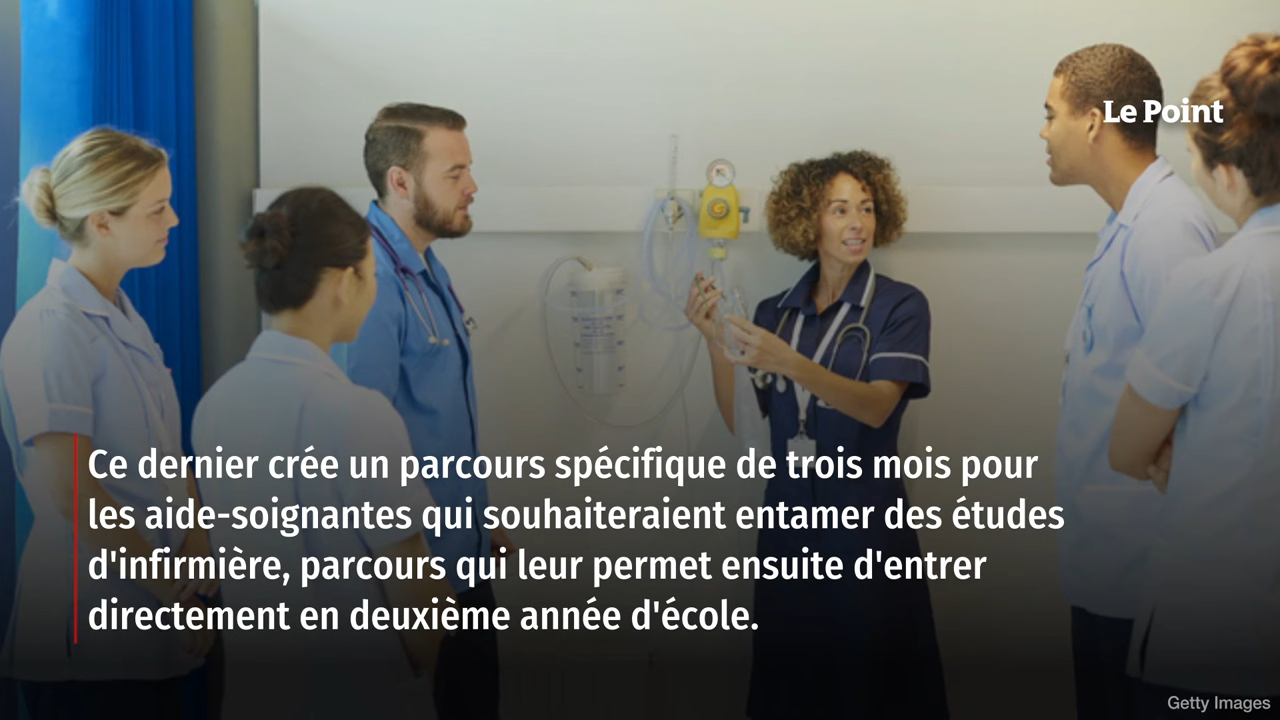 Le Point
Ce dernier crée un parcours spécifique de trois mois pour
les aide-soignantes qui souhaiteraient entamer des études
d'infirmière, parcours qui leur permet ensuite d'entrer
directement en deuxième année d'école.
Getty Images